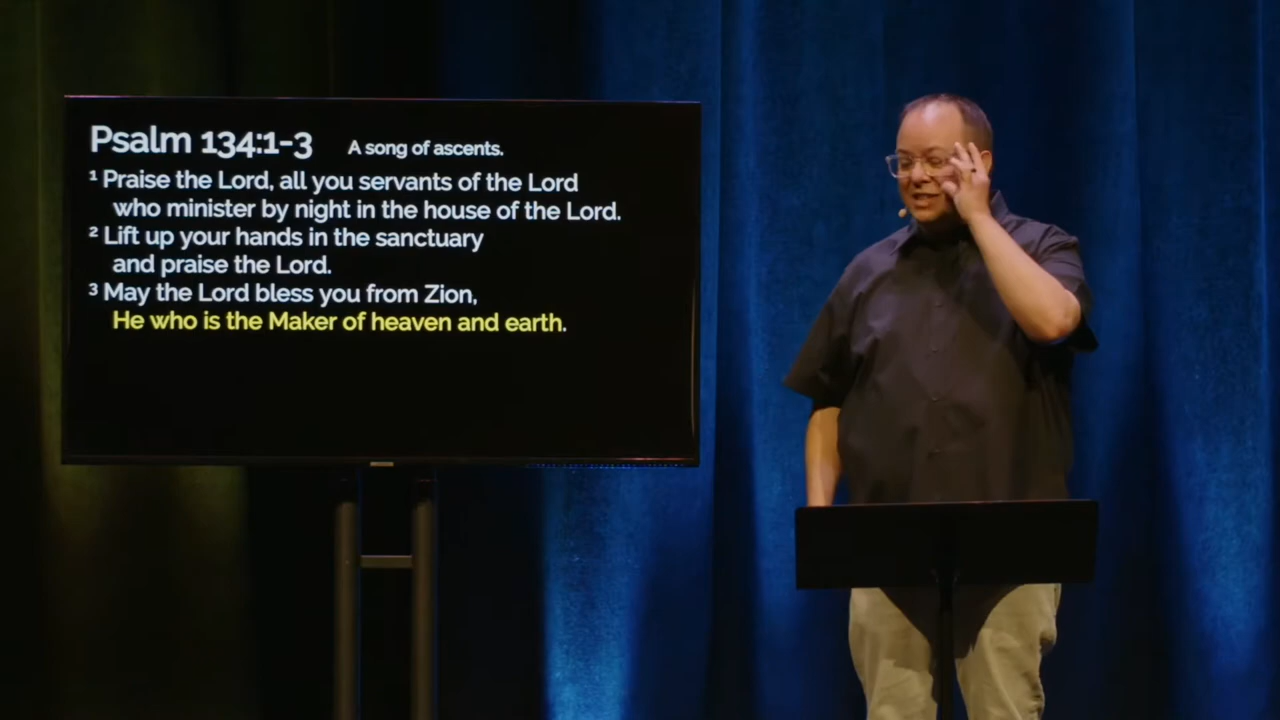 Psalm 134:1-3 A song of ascents.
¹ Praise the Lord, all you servants of the Lord
who minister by night in the house of the Lord.
² Lift up your hands in the sanctuary
and praise the Lord.
³ May the Lord bless you from Zion,
He who is the Maker of heaven and earth.